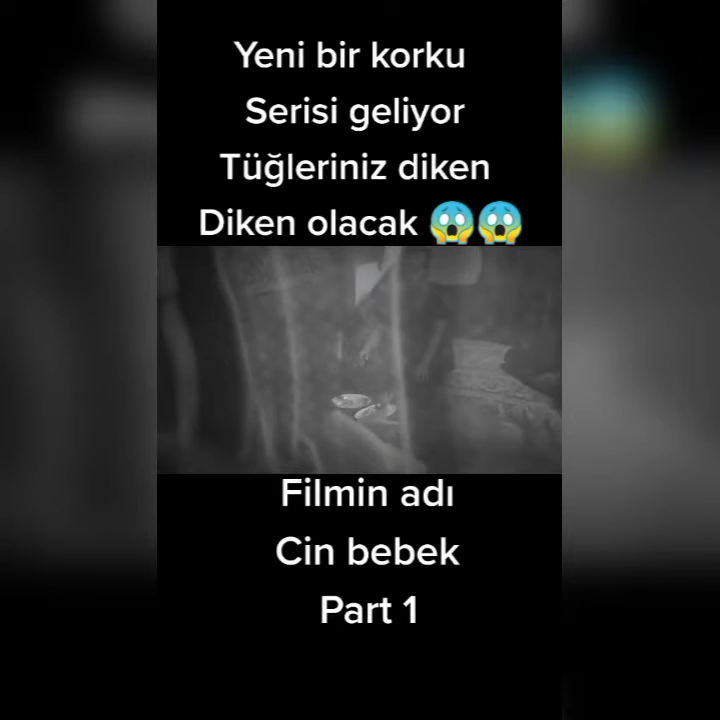 Yeni bir korku
Serisi geliyor
Tüğleriniz diken
Diken olacak 😱😱
Filmin adı
Cin bebek
Part 1